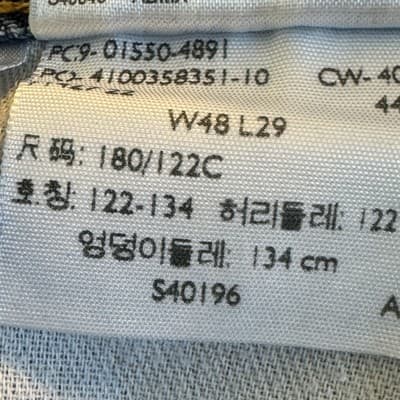 PC9- 01550-4891
PO:- 4100358351-10 CW- 40
44
W48 L29
尺 码: 180/122C
호칭: 122-134 허리둘레: 122
엉덩이둘레: 134 cm
S40196
A